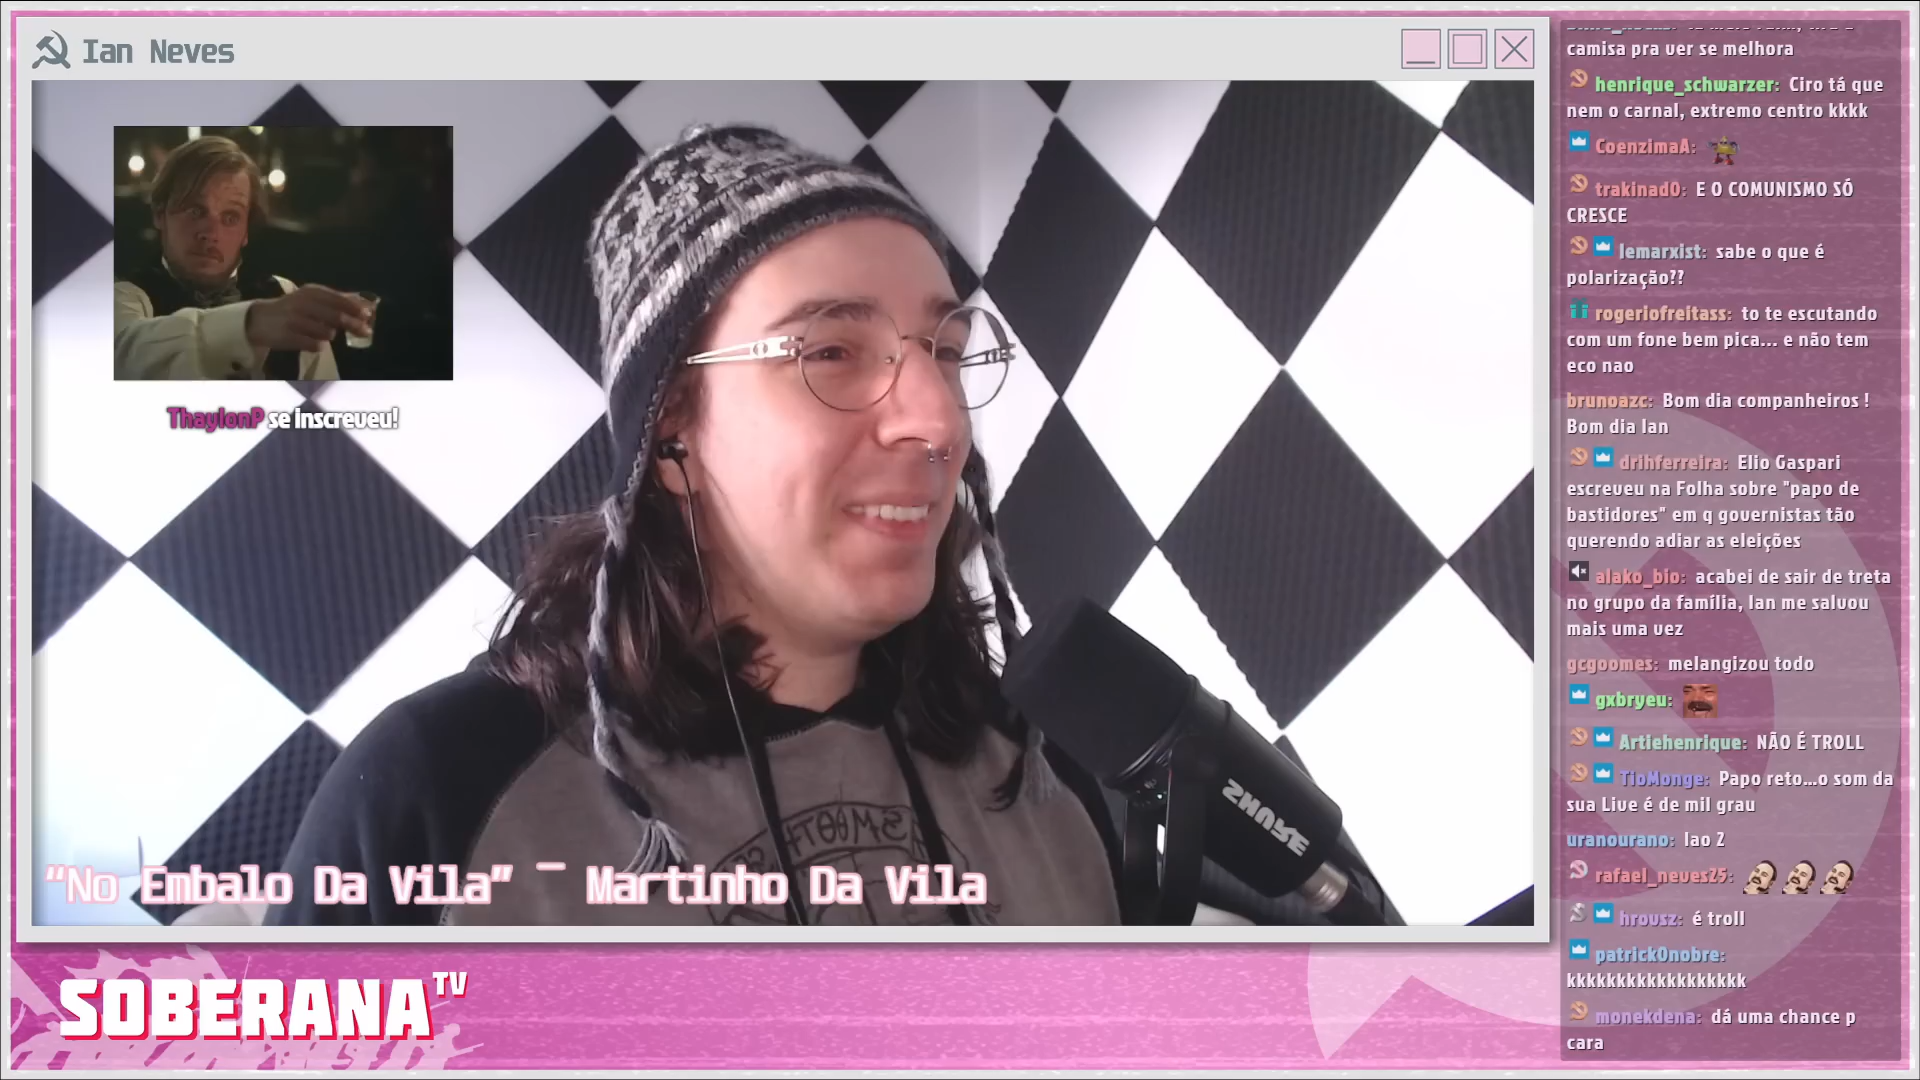 Ian Neves
ThaylonP se inscreveu!
SMOOTH
SHURE
"No Embalo Da Vila" - Martinho Da Vila
SOBERANA TV
camisa pra ver se melhora
henrique_schwarzer: Ciro tá que
nem o carnal, extremo centro kkkk
CoenzimaA:
trakinad0: E O COMUNISMO SÓ
CRESCE
lemarxist: sabe o que é
polarização??
rogeriofreitass: to te escutando
com um fone bem pica... e não tem
eco nao
brunoazc: Bom dia companheiros !
Bom dia Ian
drihferreira: Elio Gaspari
escreveu na Folha sobre "papo de
bastidores" em q governistas tão
querendo adiar as eleições
alako_bio: acabei de sair de treta
no grupo da família, Ian me salvou
mais uma vez
gcgoomes: melangizou todo
gxbryeu:
Artiehenrique: NÃO É TROLL
TioMonge: Papo reto...o som da
sua Live é de mil grau
uranourano: Iao 2
rafael_neves25:
hrousz: é troll
patrick0nobre:
kkkkkkkkkkkkkkkkkk
monekdena: dá uma chance p
cara